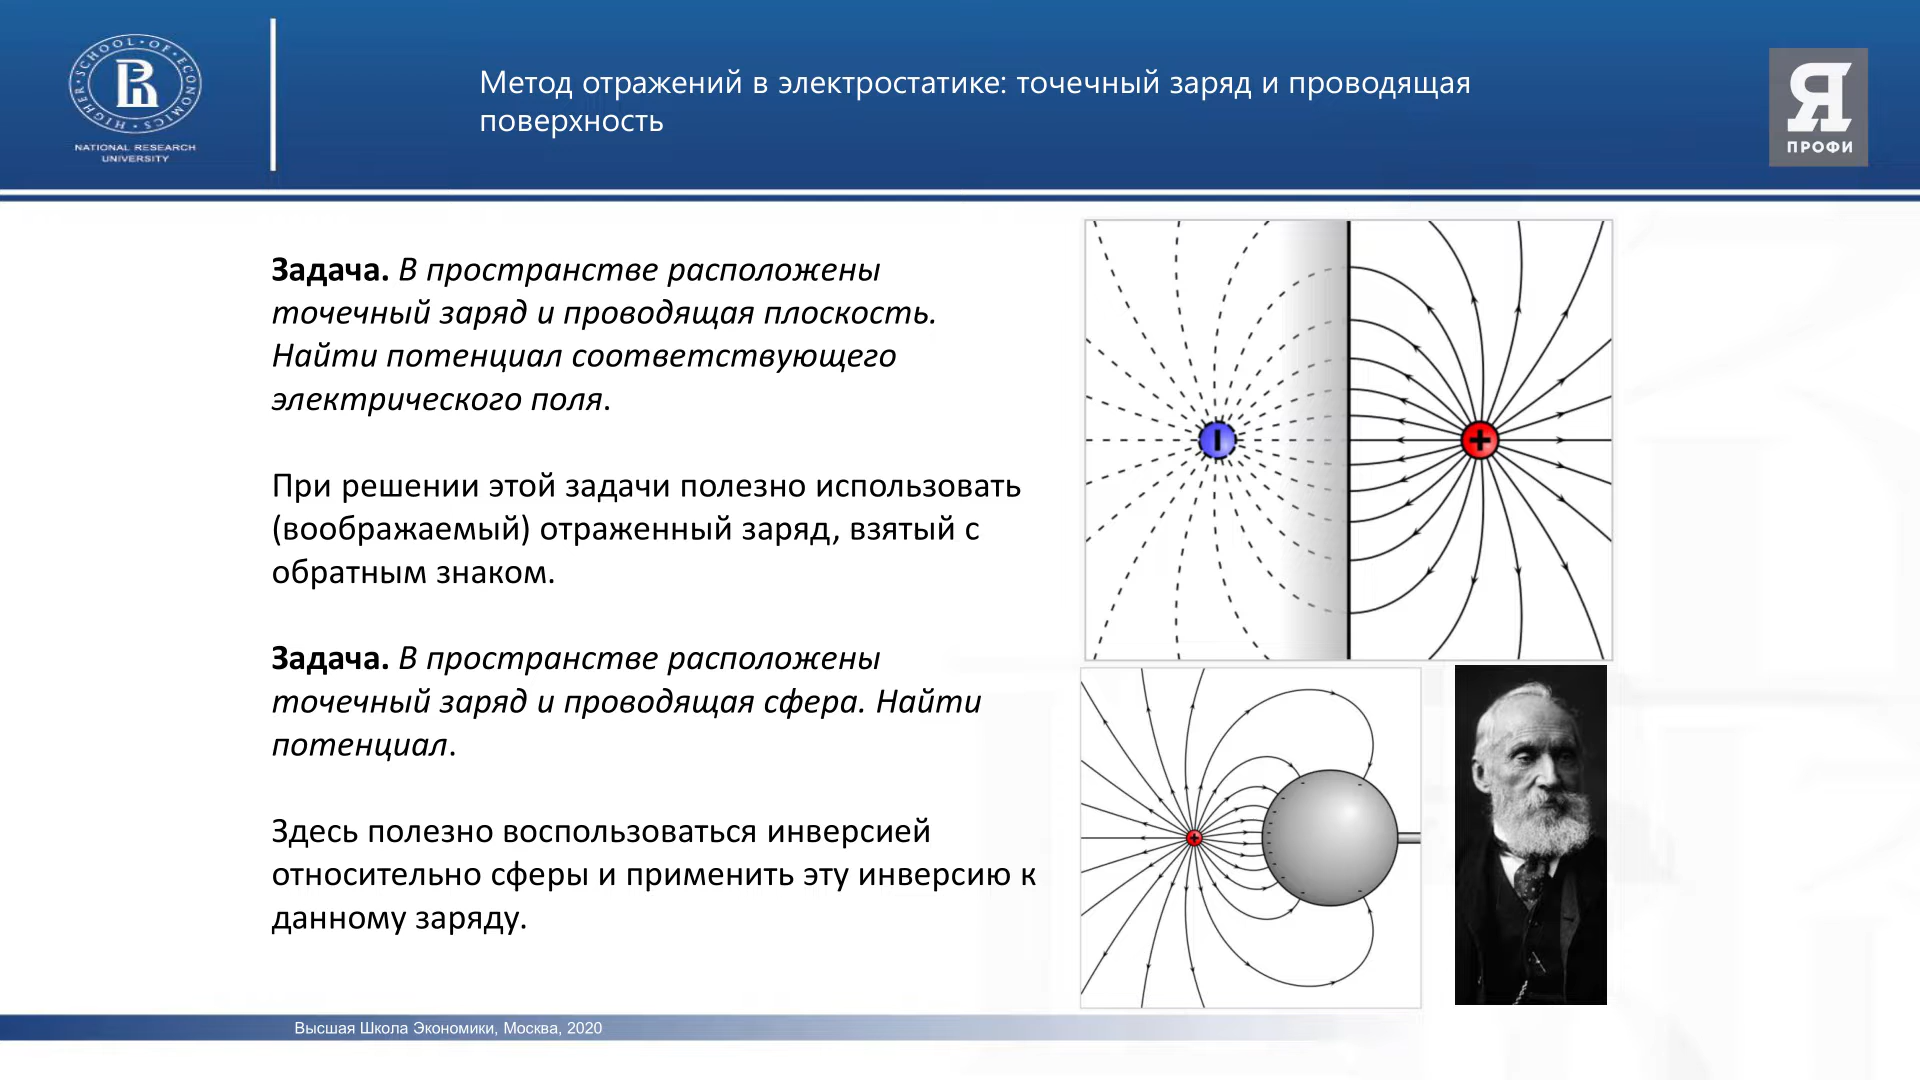 HIGHER · SCHOOL · OF · ECONOMICS
NATIONAL RESEARCH
UNIVERSITY
Метод отражений в электростатике: точечный заряд и проводящая
поверхность
Я
ПРОФИ
Задача. В пространстве расположены
точечный заряд и проводящая плоскость.
Найти потенциал соответствующего
электрического поля.
При решении этой задачи полезно использовать
(воображаемый) отраженный заряд, взятый с
обратным знаком.
Задача. В пространстве расположены
точечный заряд и проводящая сфера. Найти
потенциал.
Здесь полезно воспользоваться инверсией
относительно сферы и применить эту инверсию к
данному заряду.
Высшая Школа Экономики, Москва, 2020